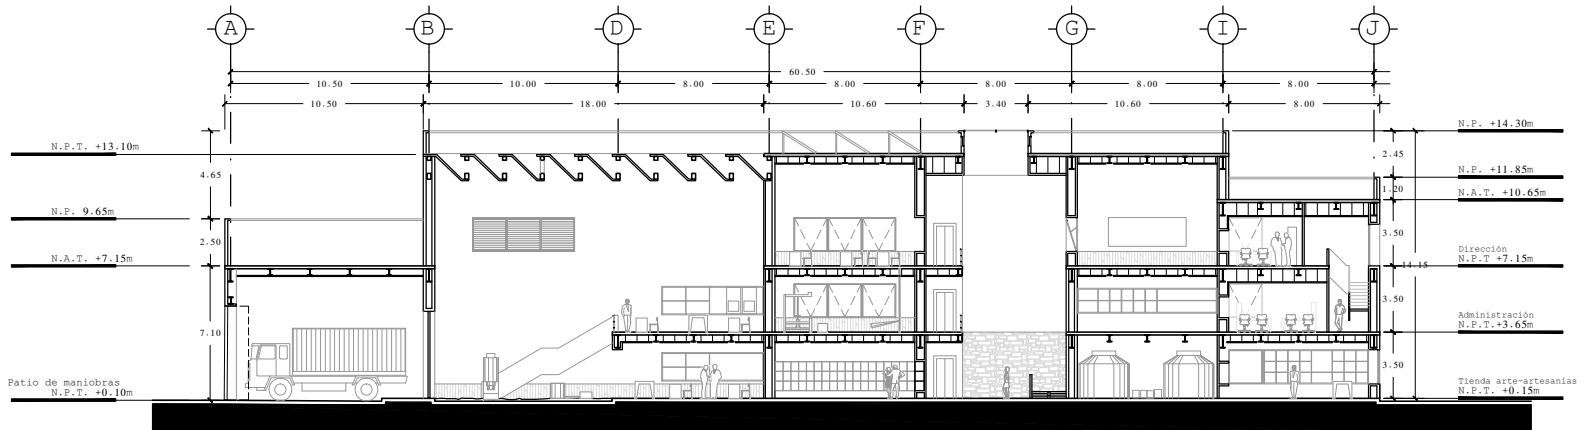 A B D E F G I J
60.50
10.50 10.00 8.00 8.00 8.00 8.00 8.00
10.50 18.00 10.60 3.40 10.60 8.00
N.P.T. +13.10m
N.P. 9.65m
N.A.T. +7.15m
Patio de maniobras
N.P.T. +0.10m
4.65
2.50
7.10
2.45
1.20
3.50
14.15
3.50
3.50
N.P. +14.30m
N.P. +11.85m
N.A.T. +10.65m
Dirección
N.P.T +7.15m
Administración
N.P.T.+3.65m
Tienda arte-artesanías
N.P.T. +0.15m